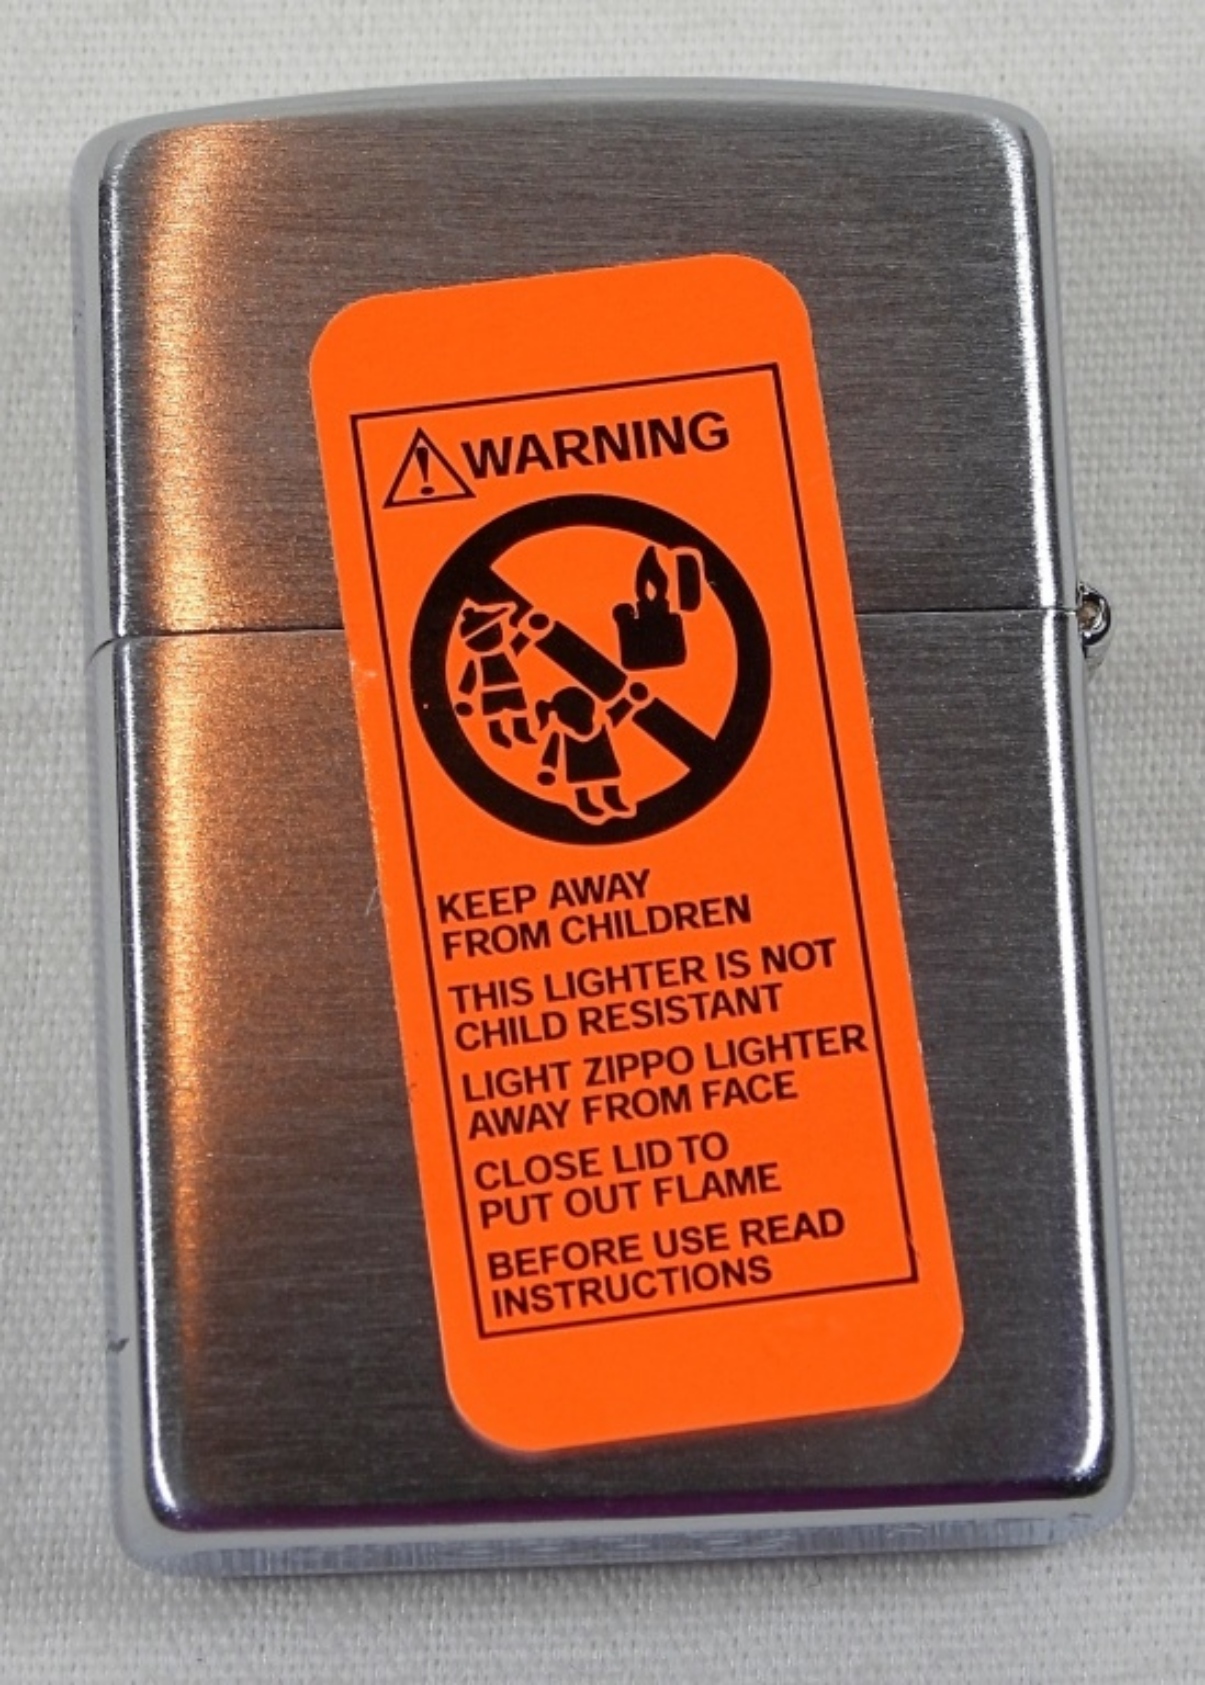 WARNING
KEEP AWAY
FROM CHILDREN
THIS LIGHTER IS NOT
CHILD RESISTANT
LIGHT ZIPPO LIGHTER
AWAY FROM FACE
CLOSE LID TO
PUT OUT FLAME
BEFORE USE READ
INSTRUCTIONS